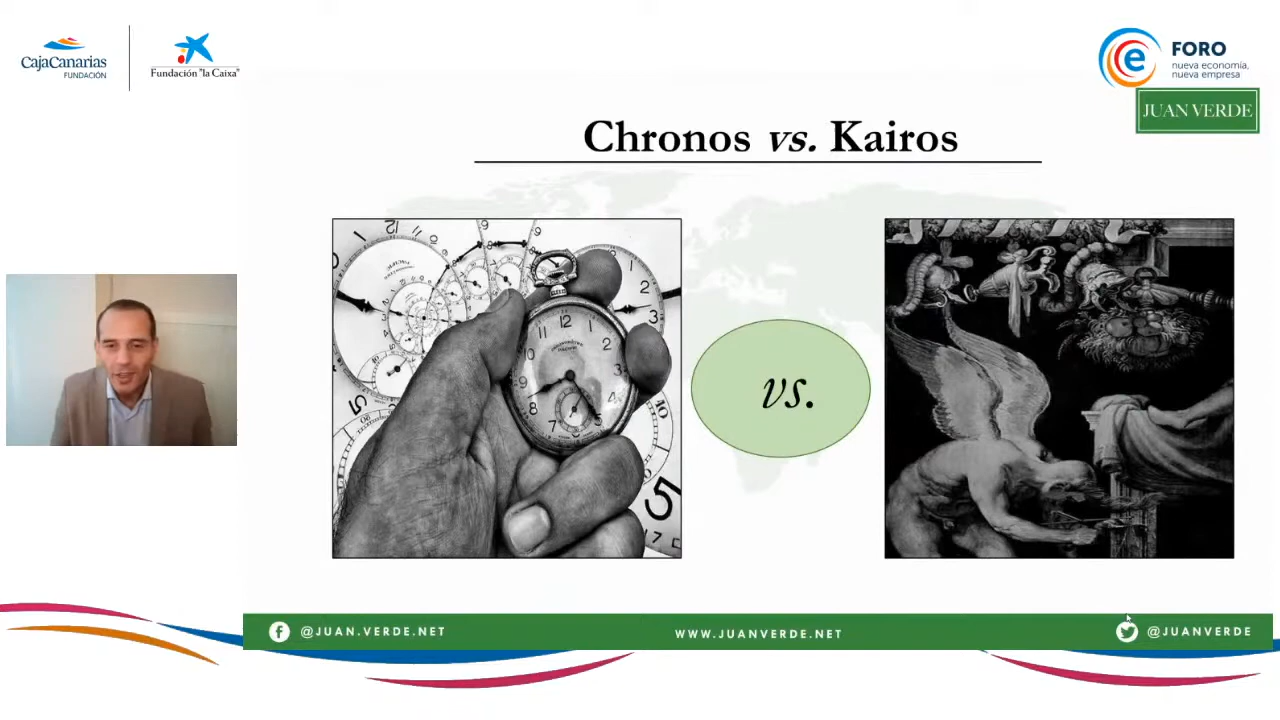 CajaCanarias
FUNDACIÓN
Fundación "la Caixa"
e
FORO
nueva economía,
nueva empresa
JUAN VERDE
Chronos vs. Kairos
vs.
@JUAN.VERDE.NET
WWW.JUANVERDE.NET
@JUANVERDE